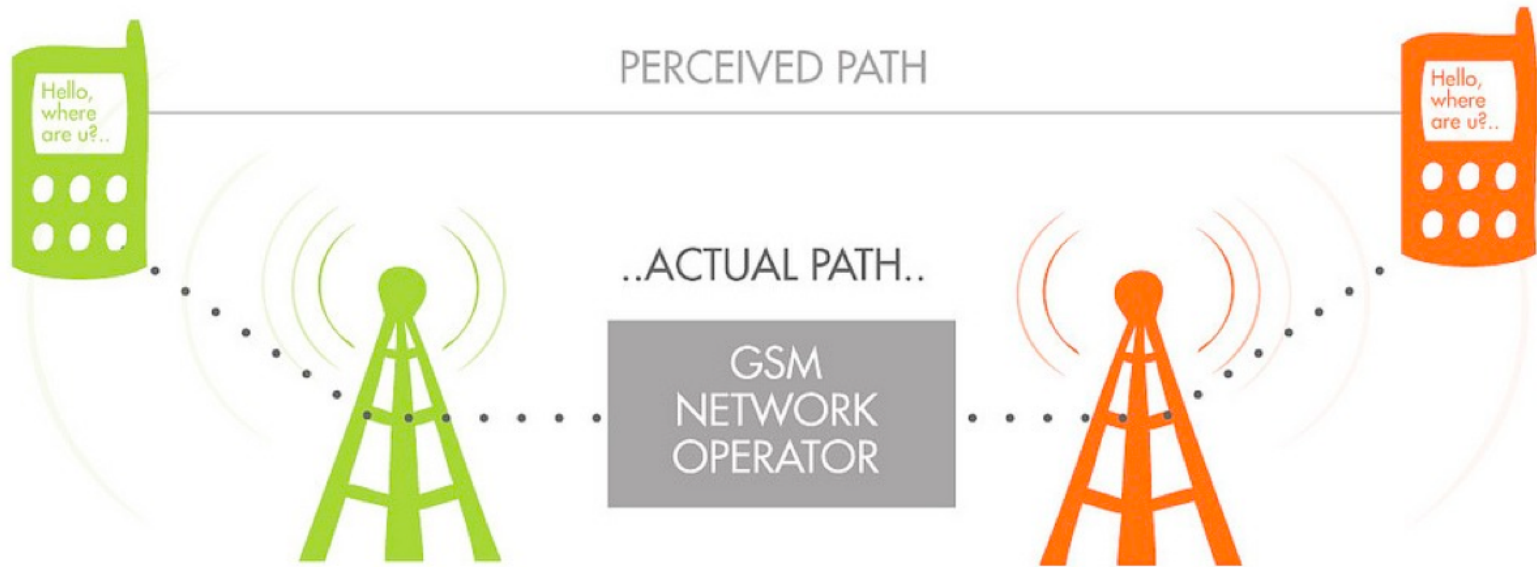 PERCEIVED PATH
Hello,
where
are u?..
Hello,
where
are u?..
..ACTUAL PATH..
GSM
NETWORK
OPERATOR